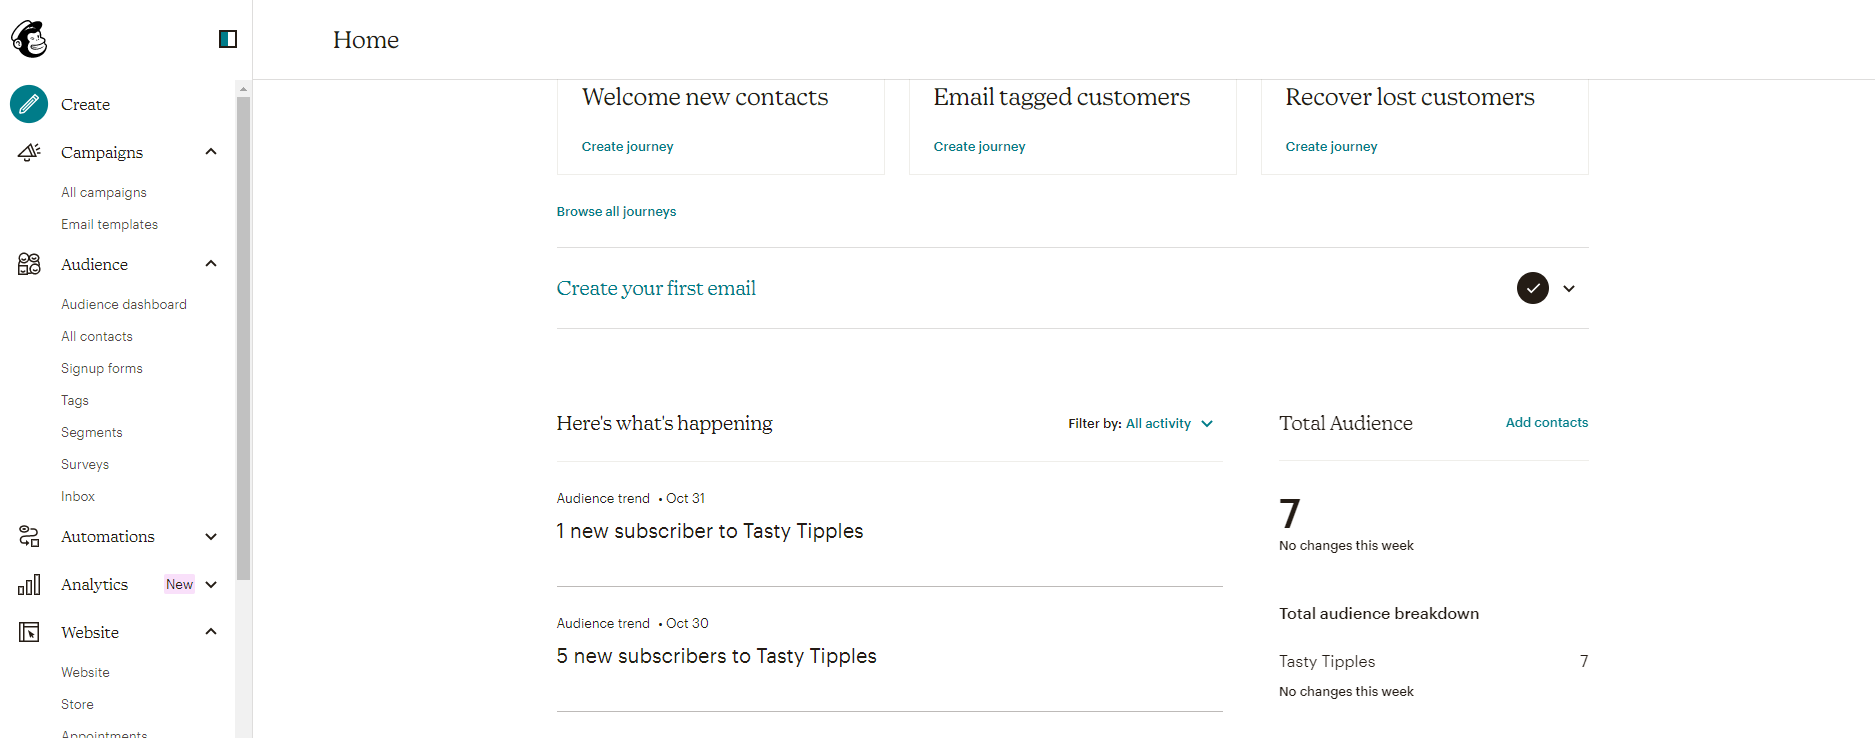 Home
Create
Campaigns
All campaigns
Email templates
Audience
Audience dashboard
All contacts
Signup forms
Tags
Segments
Surveys
Inbox
Automations
Analytics New
Website
Website
Store
Appointments
Welcome new contacts
Create journey
Email tagged customers
Create journey
Recover lost customers
Create journey
Browse all journeys
Create your first email
Here's what's happening
Filter by: All activity
Audience trend • Oct 31
1 new subscriber to Tasty Tipples
Audience trend • Oct 30
5 new subscribers to Tasty Tipples
Total Audience
Add contacts
7
No changes this week
Total audience breakdown
Tasty Tipples 7
No changes this week